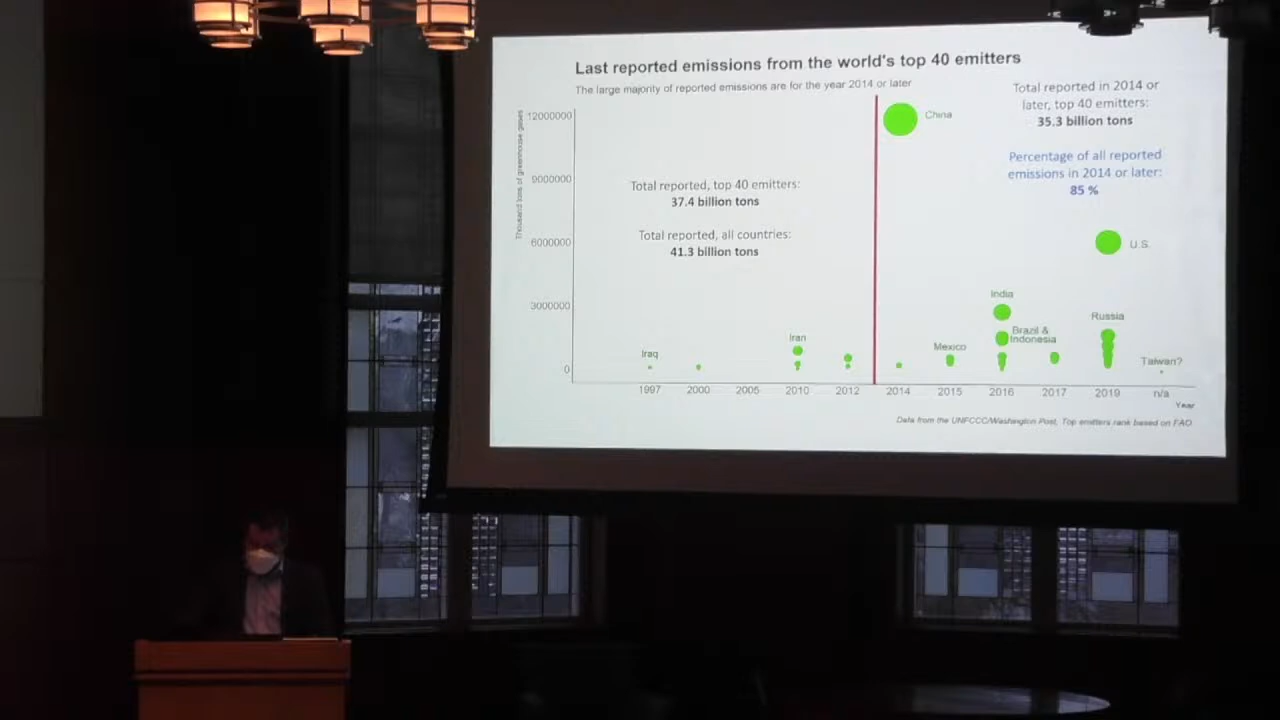 Last reported emissions from the world's top 40 emitters
The large majority of reported emissions are for the year 2014 or later
Total reported in 2014 or
later, top 40 emitters:
35.3 billion tons
Percentage of all reported
emissions in 2014 or later:
85 %
Total reported, top 40 emitters:
37.4 billion tons
Total reported, all countries:
41.3 billion tons
Thousand tons of greenhouse gases
12000000
9000000
6000000
3000000
0
China
U.S.
India
Brazil &
Indonesia
Russia
Iran
Iraq
Mexico
Taiwan?
1997 2000 2005 2010 2012 2014 2015 2016 2017 2019 n/a
Year
Data from the UNFCCC/Washington Post, Top emitters rank based on FAO